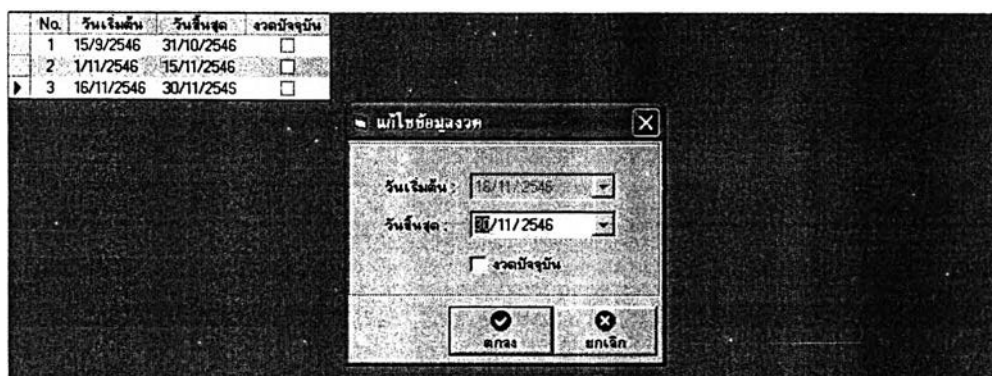 No. วันเริ่มต้น วันสิ้นสุด งวดปัจจุบัน
1 15/9/2546 31/10/2546
2 1/11/2546 15/11/2546
3 16/11/2546 30/11/2546
แก้ไขข้อมูลงวด
วันเริ่มต้น : 16/11/2546
วันสิ้นสุด : 30/11/2546
งวดปัจจุบัน
ตกลง ยกเลิก